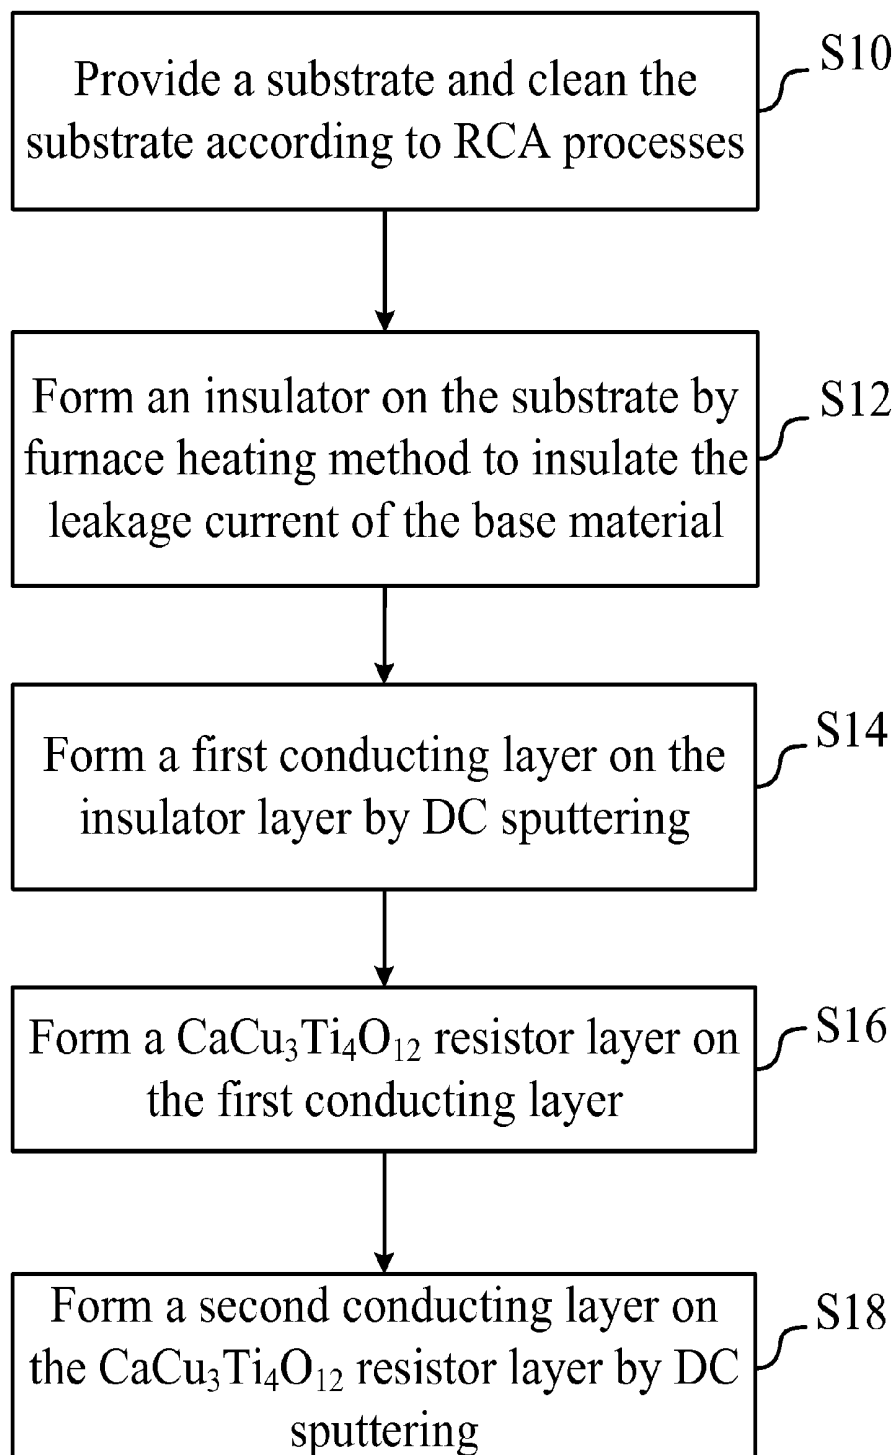 Provide a substrate and clean the
substrate according to RCA processes
S10
Form an insulator on the substrate by
furnace heating method to insulate the
leakage current of the base material
S12
Form a first conducting layer on the
insulator layer by DC sputtering
S14
Form a CaCu₃Ti₄O₁₂ resistor layer on
the first conducting layer
S16
Form a second conducting layer on
the CaCu₃Ti₄O₁₂ resistor layer by DC
sputtering
S18